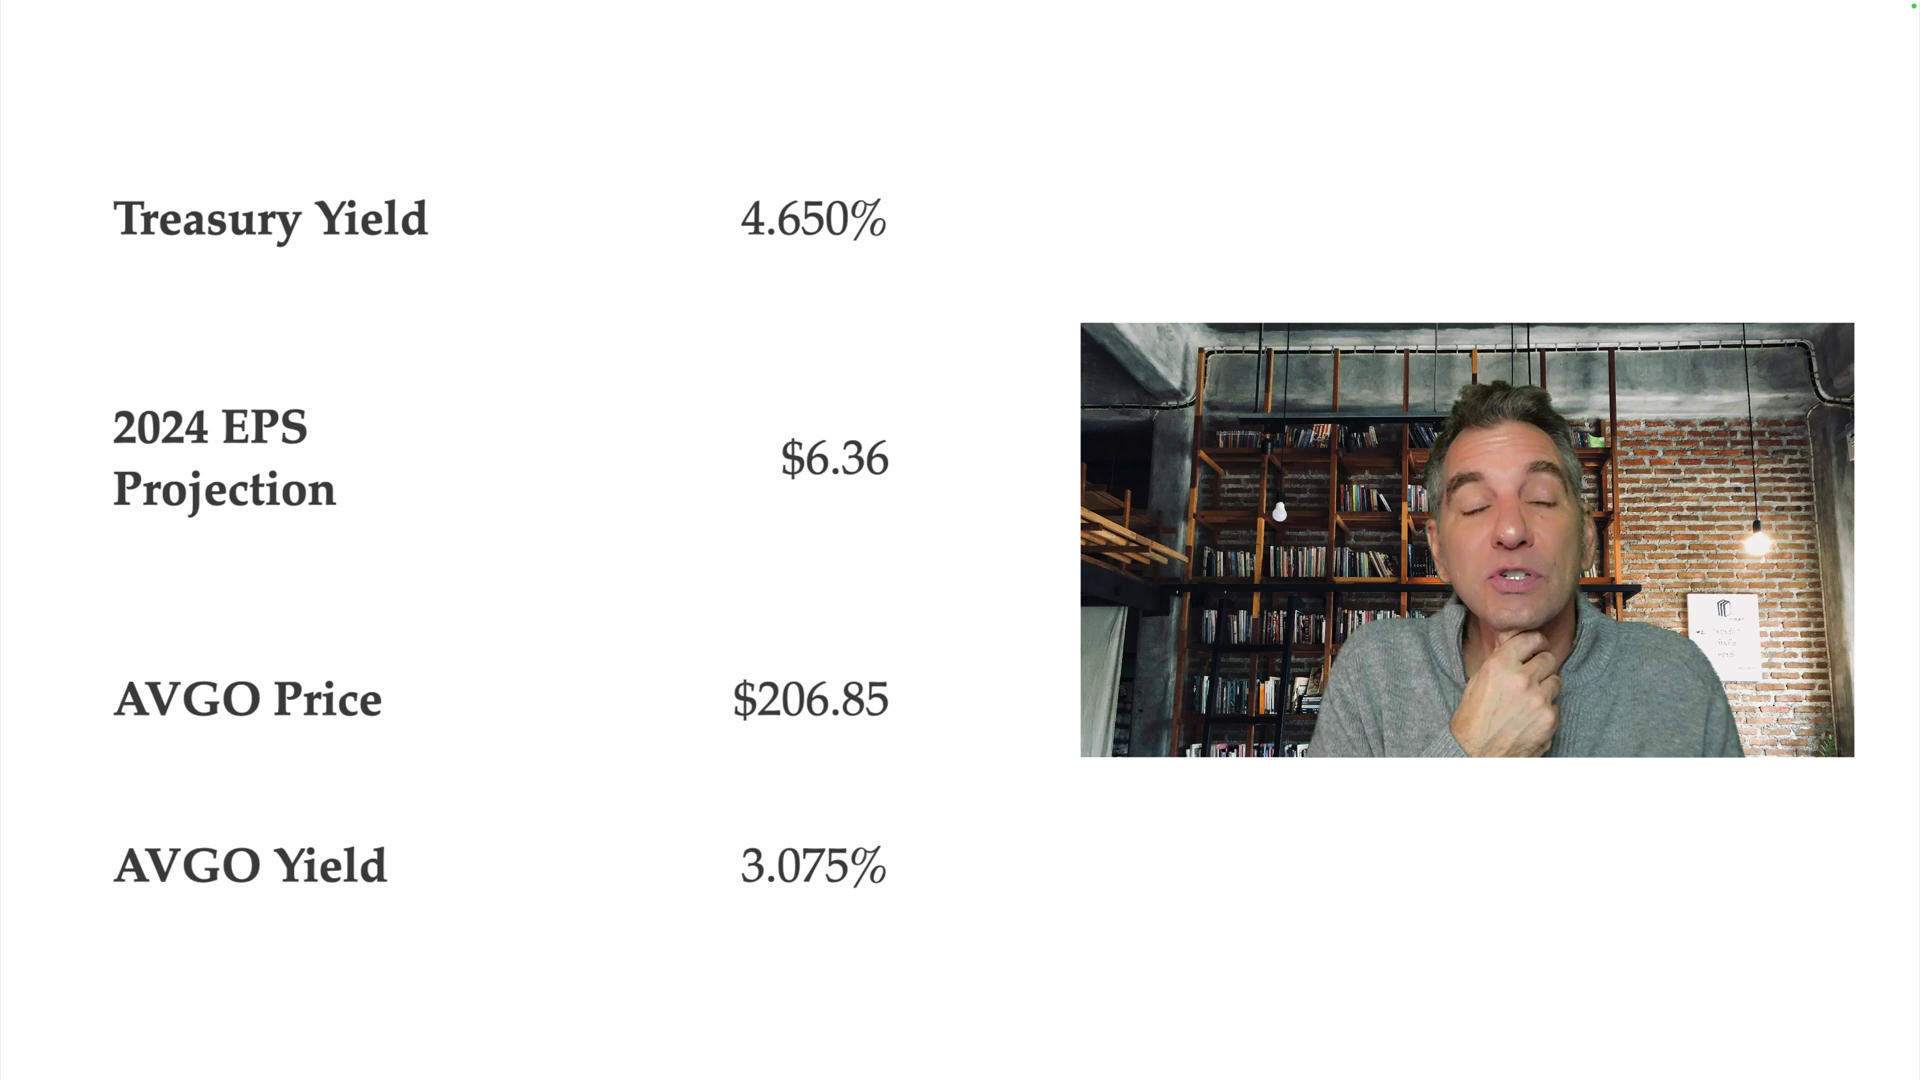 Treasury Yield 4.650%
2024 EPS
Projection
$6.36
AVGO Price $206.85
AVGO Yield 3.075%